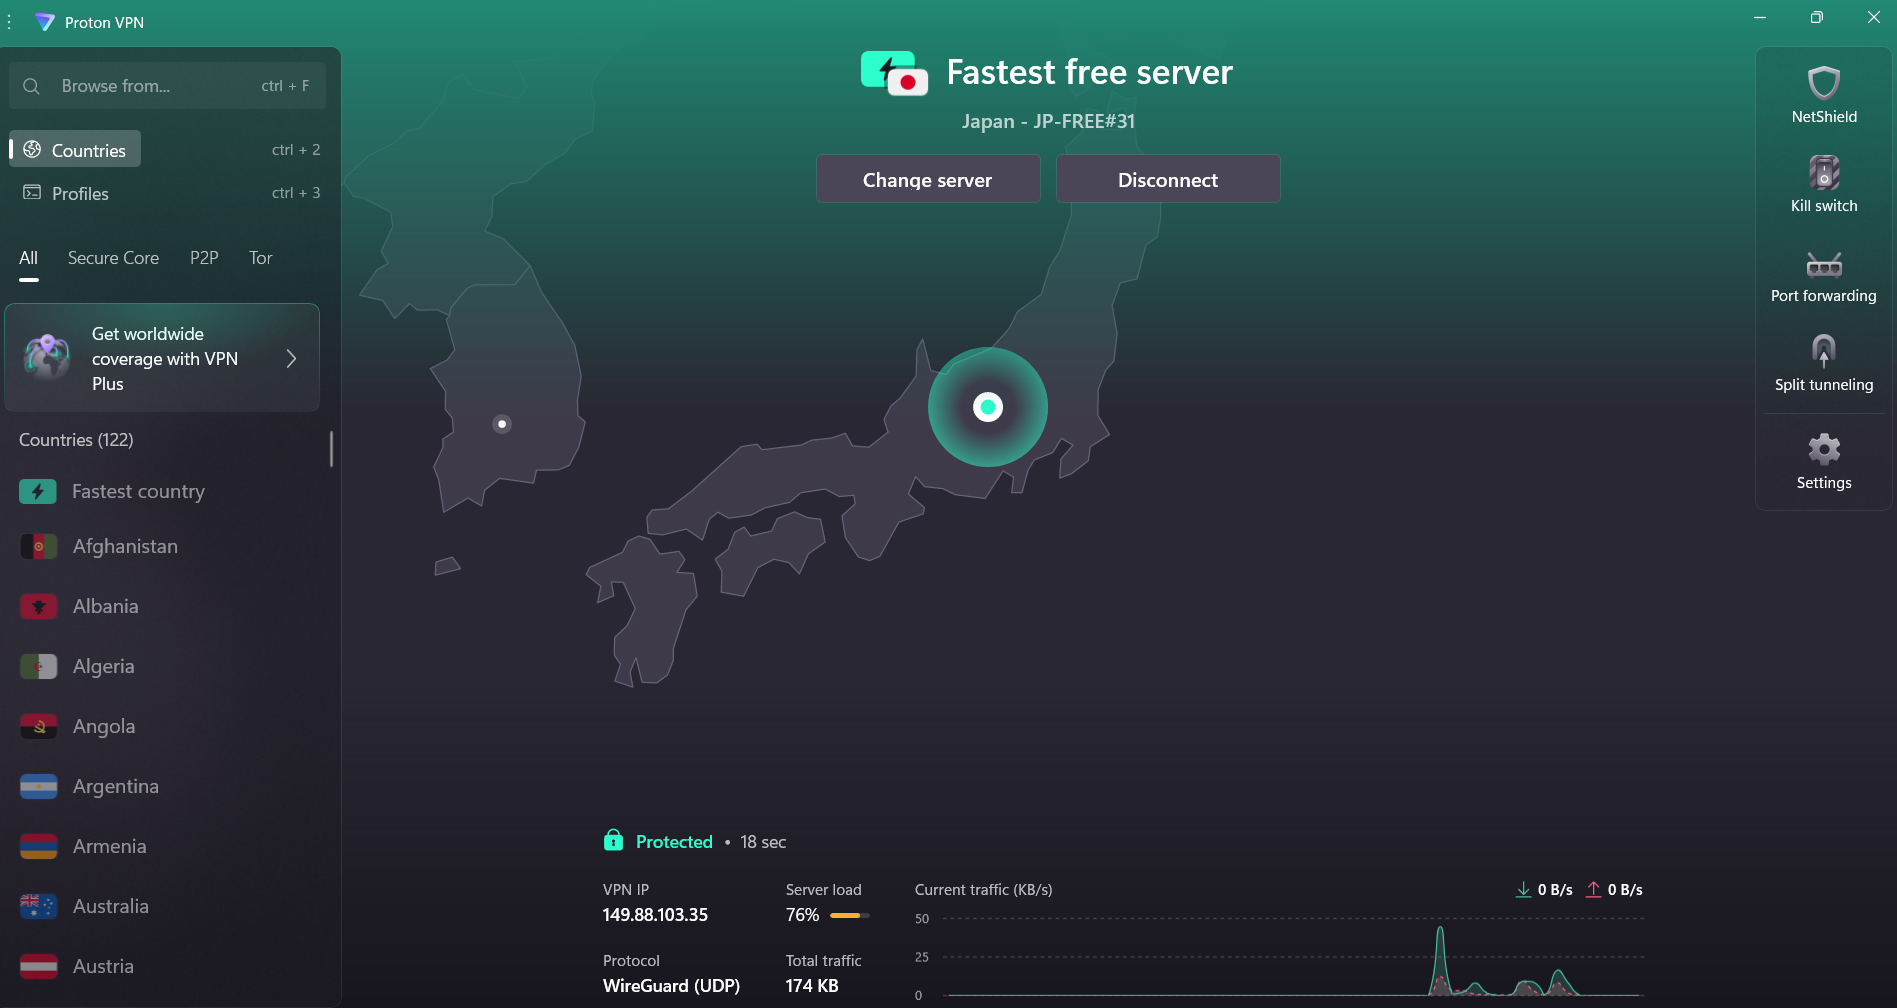 Proton VPN
Browse from...
ctrl + F
Countries
ctrl + 2
Profiles
ctrl + 3
All
Secure Core
P2P
Tor
Get worldwide
coverage with VPN
Plus
Countries (122)
Fastest country
Afghanistan
Albania
Algeria
Angola
Argentina
Armenia
Australia
Austria
Fastest free server
Japan - JP-FREE#31
Change server
Disconnect
Protected • 18 sec
VPN IP
149.88.103.35
Server load
76%
Protocol
WireGuard (UDP)
Total traffic
174 KB
Current traffic (KB/s)
0 B/s
0 B/s
50
25
0
NetShield
Kill switch
Port forwarding
Split tunneling
Settings